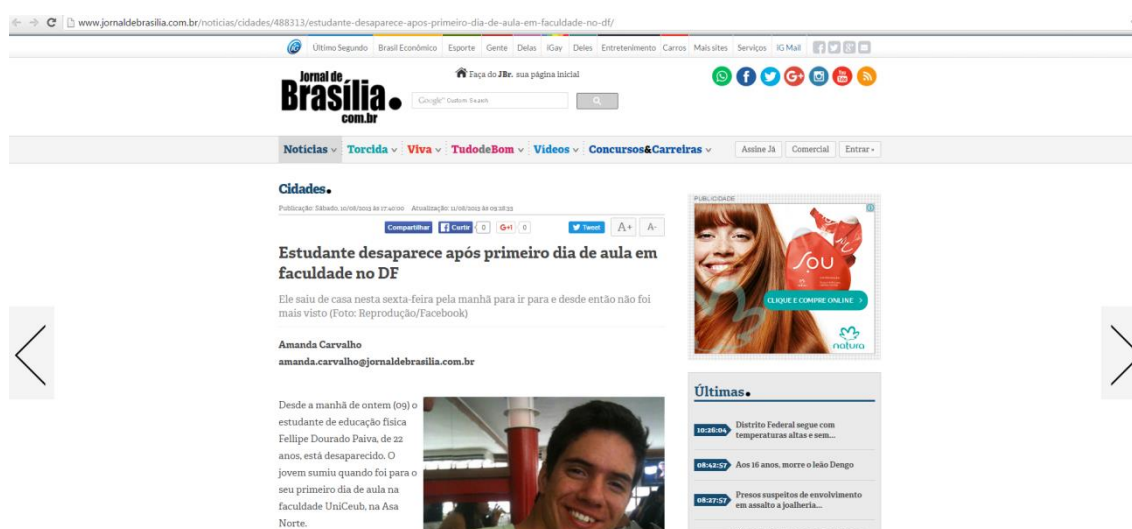 www.jornaldebrasilia.com.br/noticias/cidades/488313/estudante-desaparece-apos-primeiro-dia-de-aula-em-faculdade-no-df/
Último Segundo Brasil Econômico Esporte Gente Delas iGay Deles Entretenimento Carros Mais sites Serviços iG Mail
Jornal de
Brasília
com.br
Faça do JBr. sua página inicial
Google Custom Search
Notícias Torcida Viva TudodeBom Vídeos Concursos&Carreiras Assine Já Comercial Entrar
Cidades
PUBLICIDADE
Compartilhar Curtir 0 G+1 0 Tweet A+ A-
Estudante desaparece após primeiro dia de aula em
faculdade no DF
Ele saiu de casa nesta sexta-feira pela manhã para ir para e desde então não foi
mais visto (Foto: Reprodução/Facebook)
Amanda Carvalho
amanda.carvalho@jornaldebrasilia.com.br
Desde a manhã de ontem (09) o
estudante de educação física
Fellipe Dourado Paiva, de 22
anos, está desaparecido. O
jovem sumiu quando foi para o
seu primeiro dia de aula na
faculdade UniCeub, na Asa
Norte.
SOU
CLIQUE E COMPRE ONLINE >
natura
Últimas
10:26:04 Distrito Federal segue com
temperaturas altas e sem...
08:42:57 Aos 16 anos, morre o leão Dengo
08:27:57 Presos suspeitos de envolvimento
em assalto a joalheria...